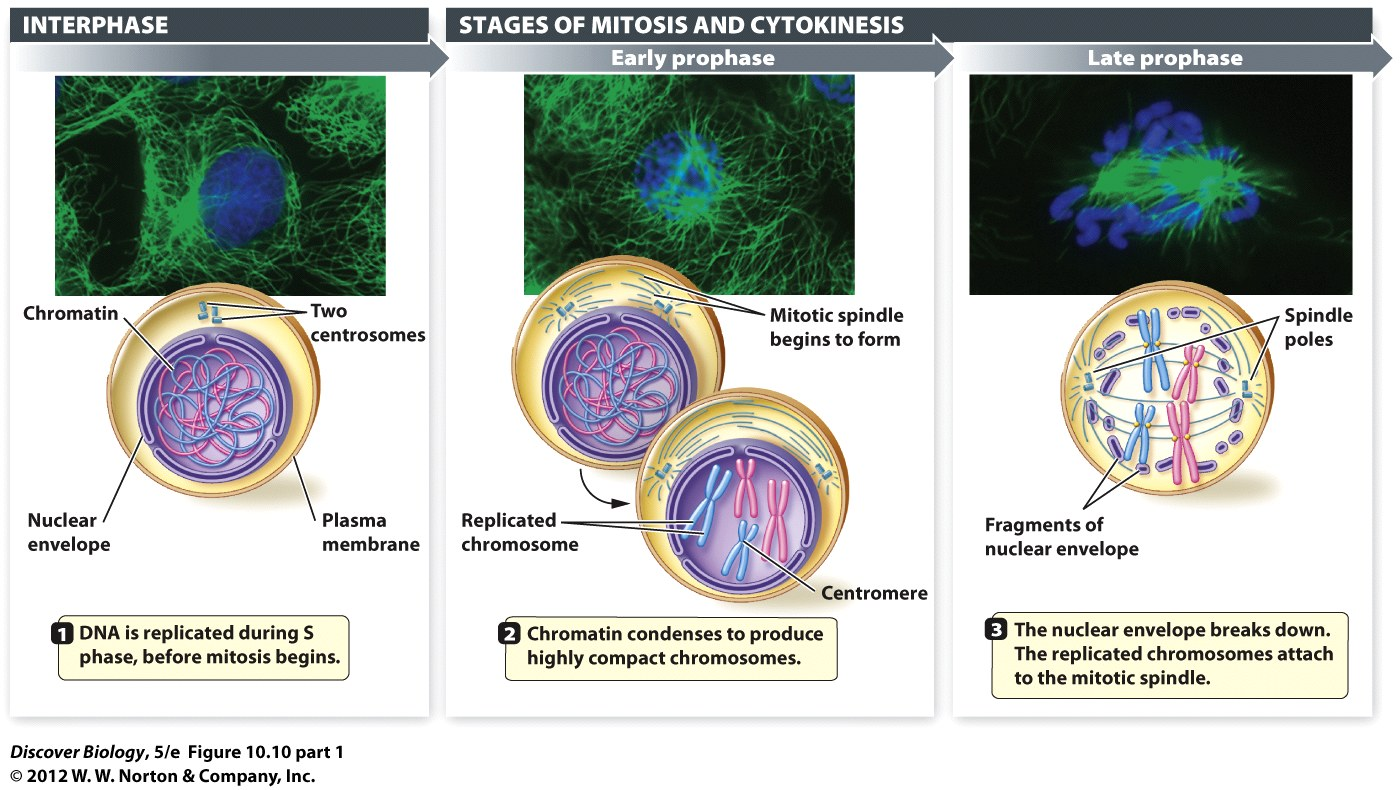 INTERPHASE
STAGES OF MITOSIS AND CYTOKINESIS
Early prophase
Late prophase
Chromatin
Two
centrosomes
Nuclear
envelope
Plasma
membrane
1 DNA is replicated during S
phase, before mitosis begins.
Mitotic spindle
begins to form
Replicated
chromosome
Centromere
2 Chromatin condenses to produce
highly compact chromosomes.
Spindle
poles
Fragments of
nuclear envelope
3 The nuclear envelope breaks down.
The replicated chromosomes attach
to the mitotic spindle.
Discover Biology, 5/e Figure 10.10 part 1
© 2012 W. W. Norton & Company, Inc.